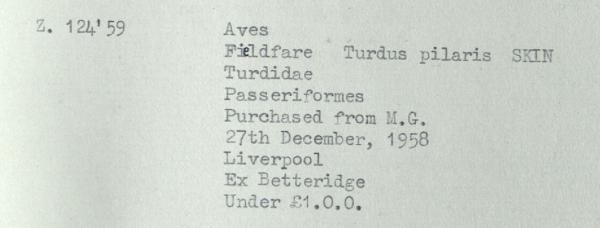 Z. 124'59 Aves
Fieldfare Turdus pilaris SKIN
Turdidae
Passeriformes
Purchased from M.G.
27th December, 1958
Liverpool
Ex Betteridge
Under £1.0.0.